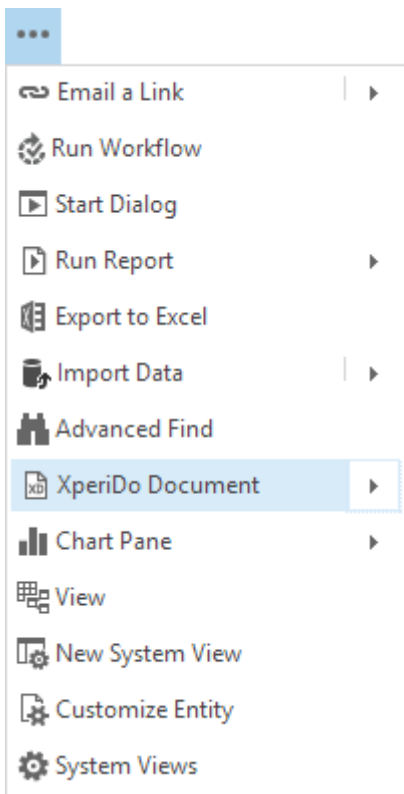 Email a Link
Run Workflow
Start Dialog
Run Report
Export to Excel
Import Data
Advanced Find
XperiDo Document
Chart Pane
View
New System View
Customize Entity
System Views